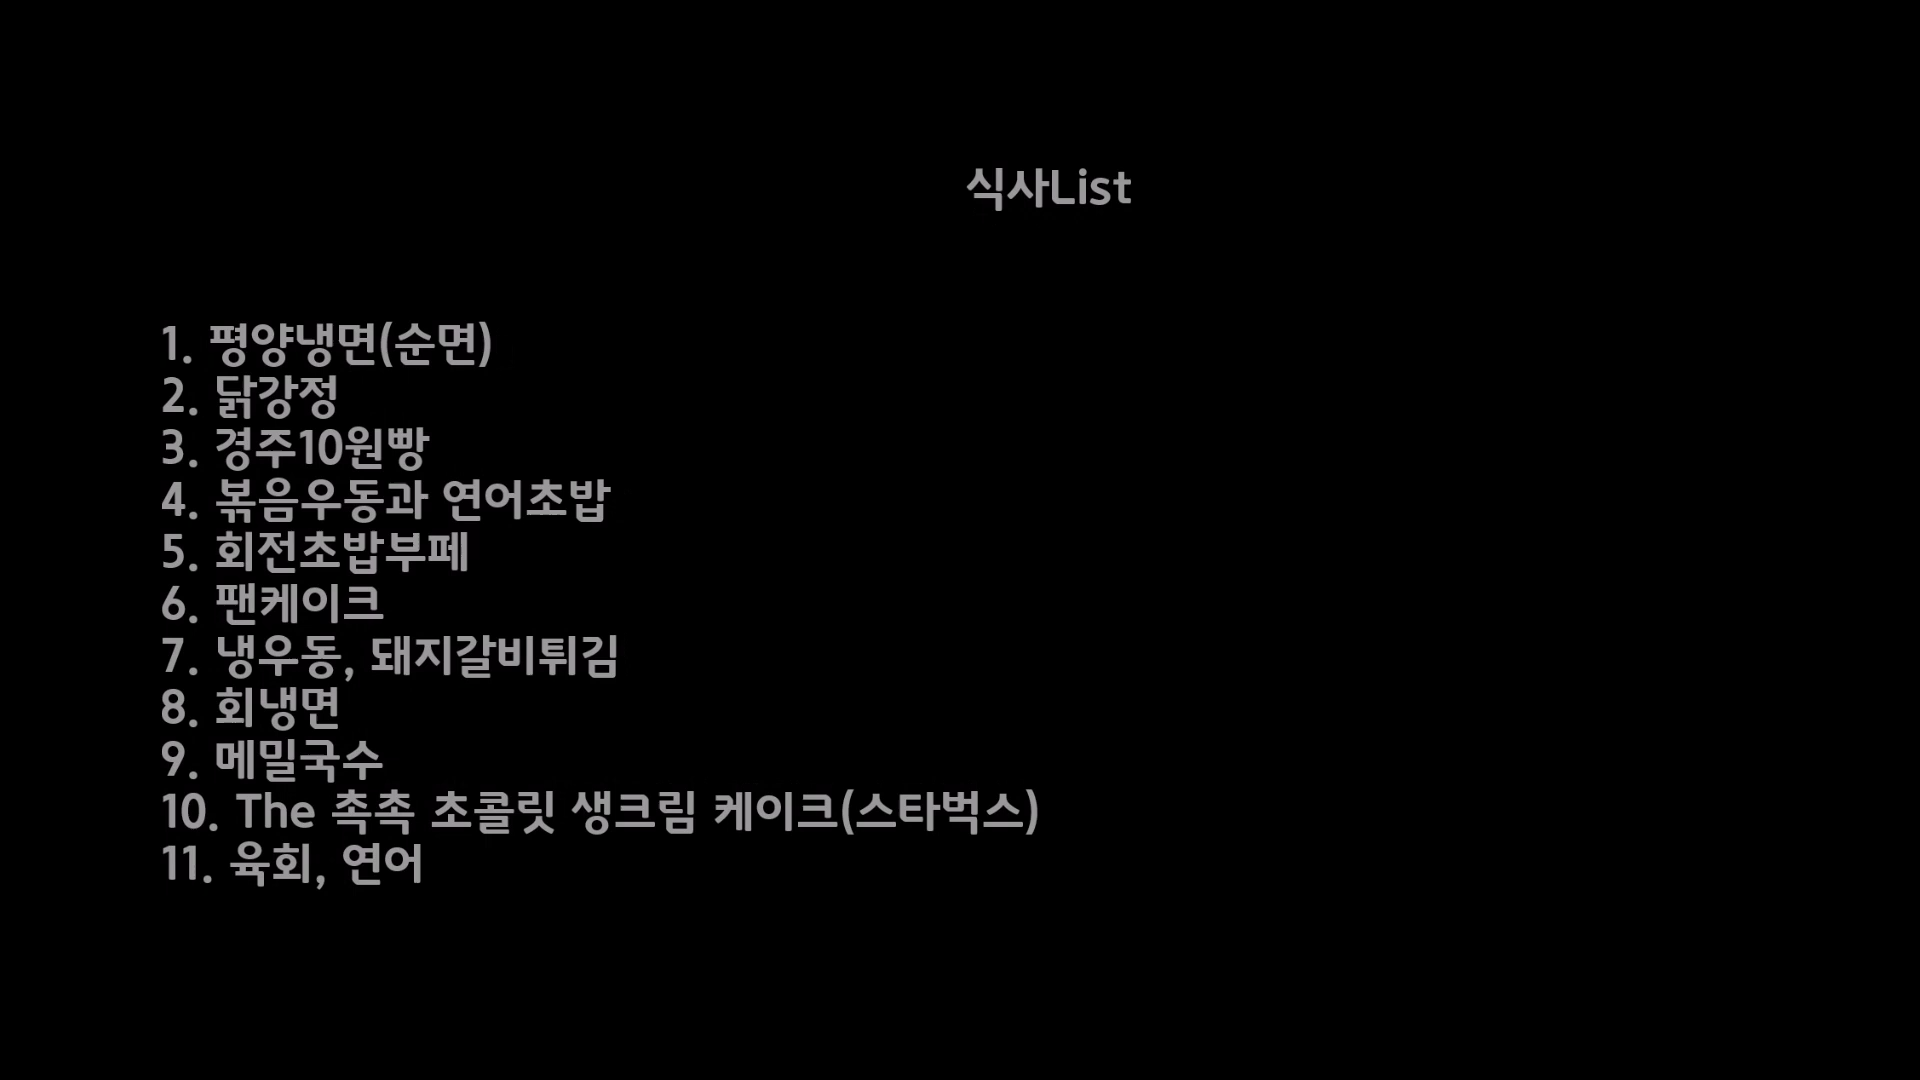 식사List
1. 평양냉면(순면)
2. 닭강정
3. 경주10원빵
4. 볶음우동과 연어초밥
5. 회전초밥부페
6. 팬케이크
7. 냉우동, 돼지갈비튀김
8. 회냉면
9. 메밀국수
10. The 촉촉 초콜릿 생크림 케이크(스타벅스)
11. 육회, 연어